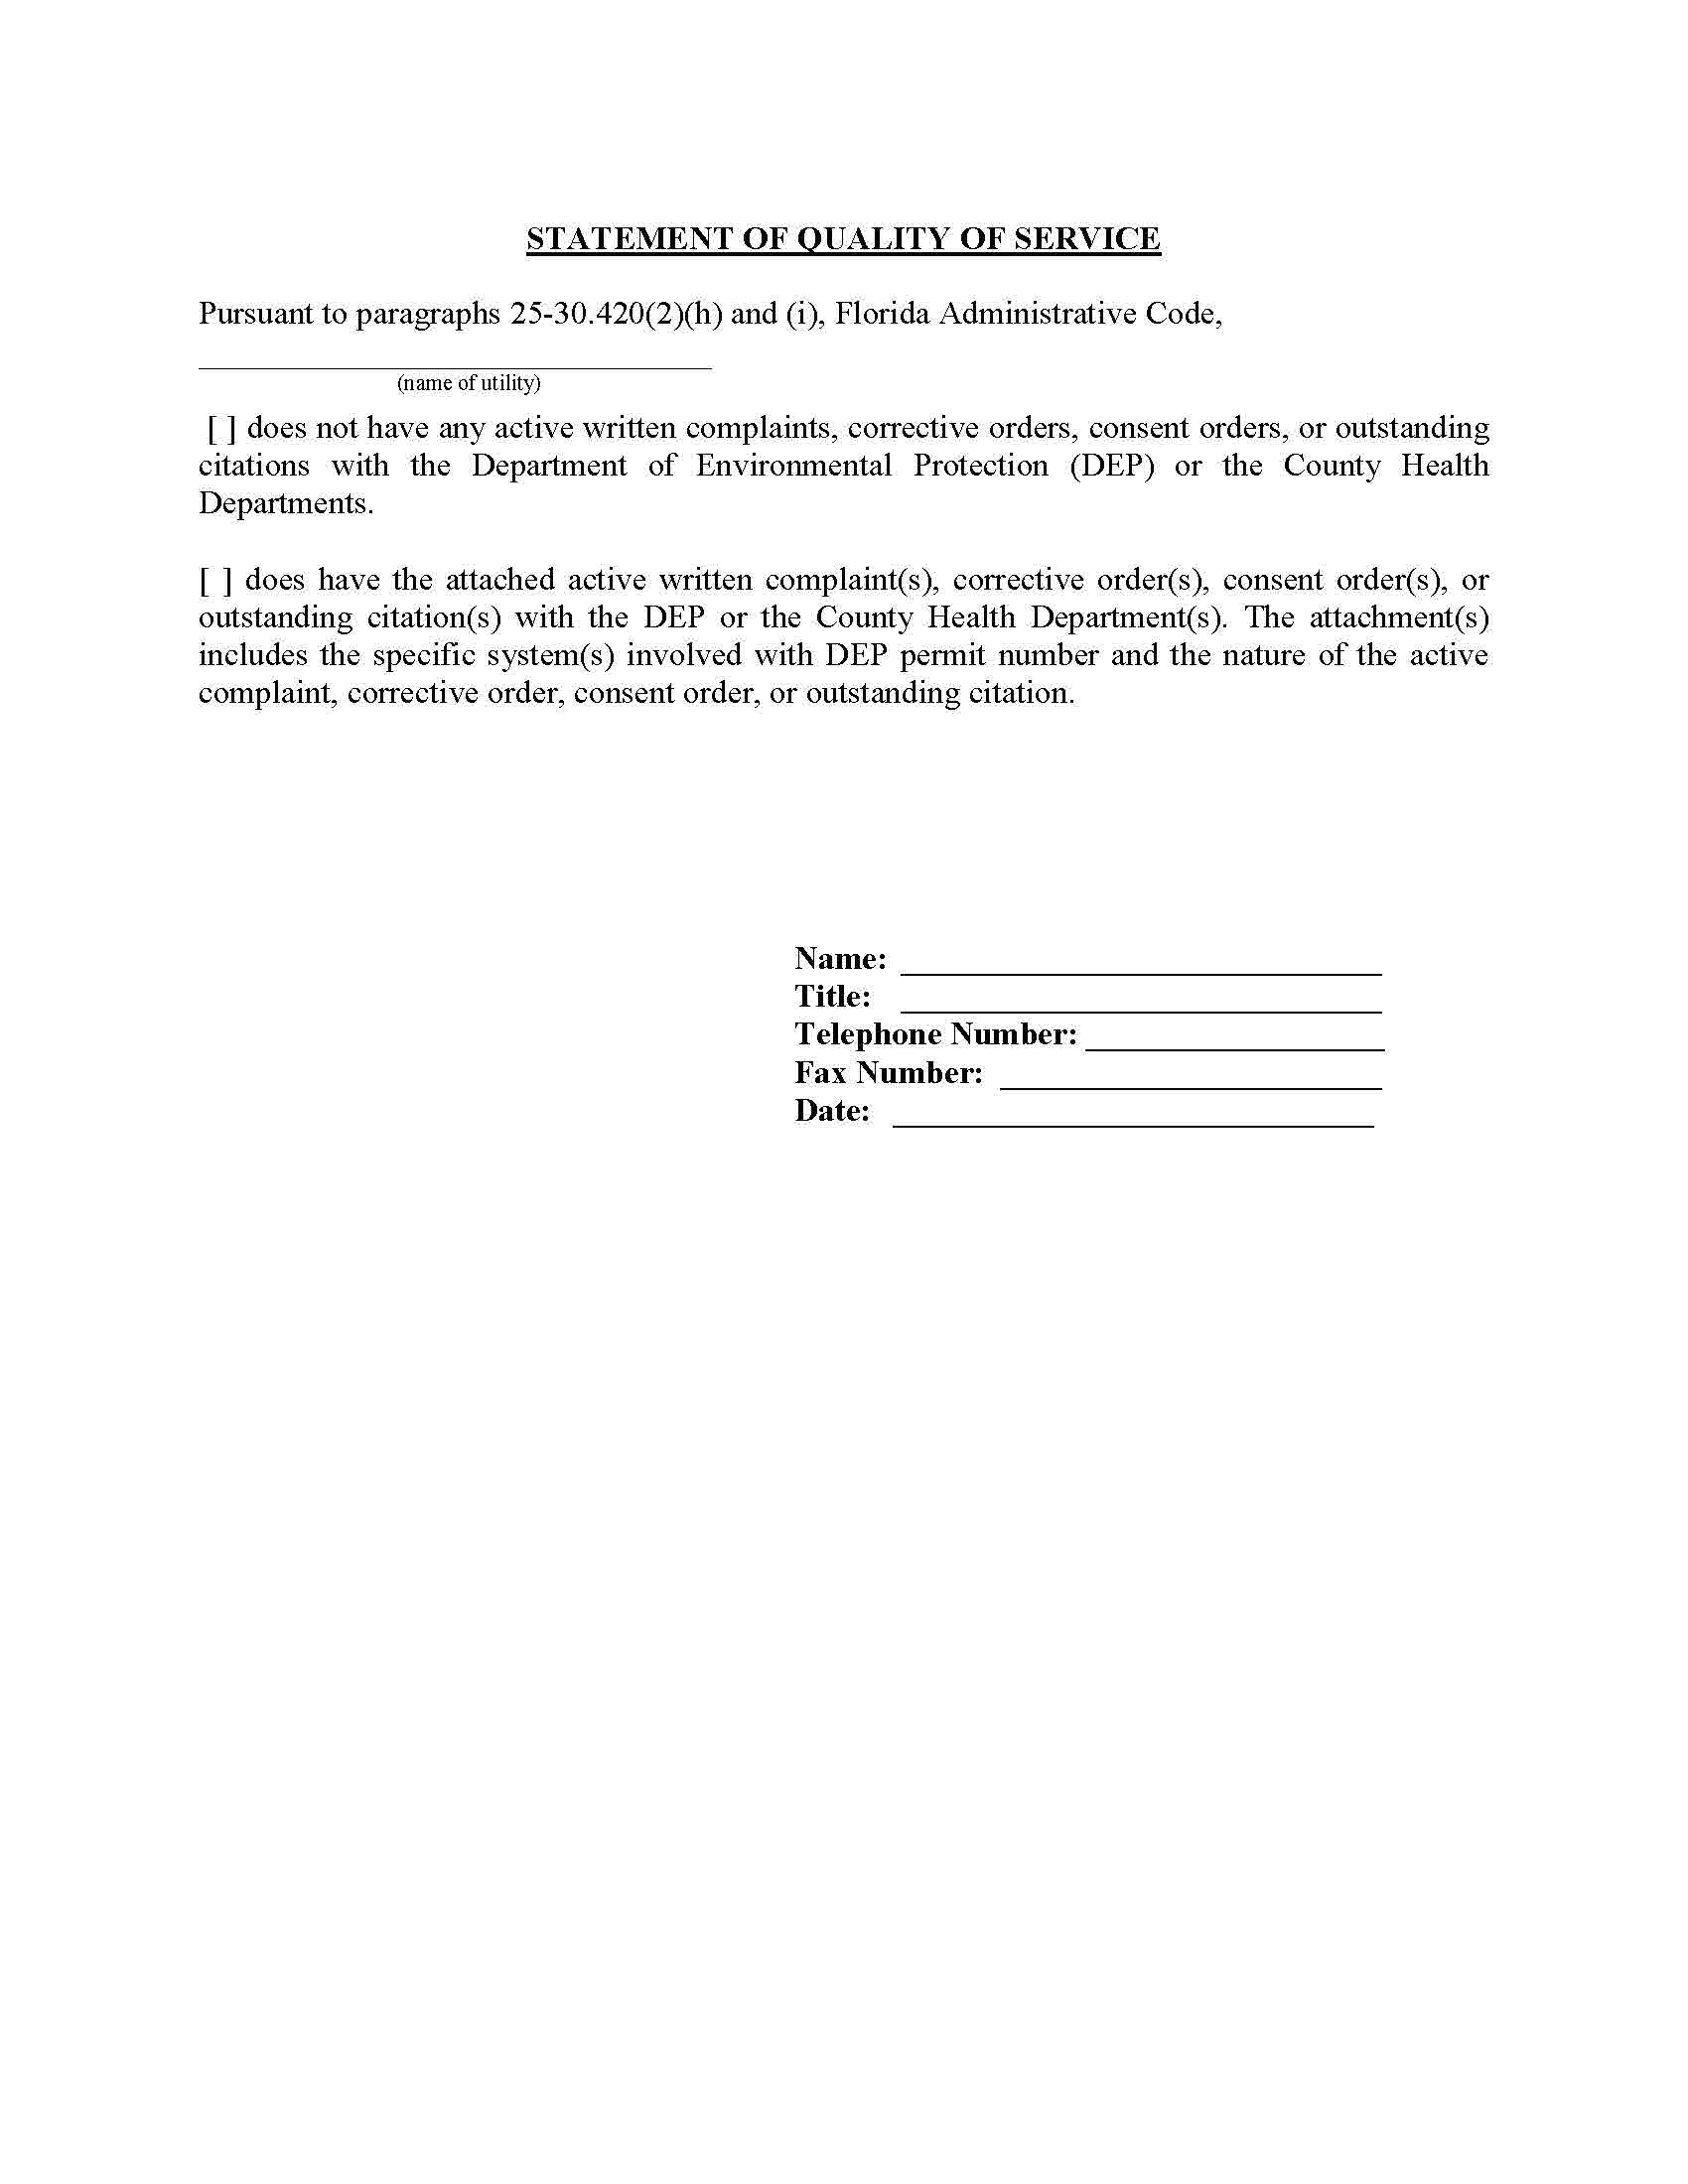 STATEMENT OF QUALITY OF SERVICE
Pursuant to paragraphs 25-30.420(2)(h) and (i), Florida Administrative Code,
(name of utility)
[ ] does not have any active written complaints, corrective orders, consent orders, or outstanding
citations with the Department of Environmental Protection (DEP) or the County Health
Departments.
[ ] does have the attached active written complaint(s), corrective order(s), consent order(s), or
outstanding citation(s) with the DEP or the County Health Department(s). The attachment(s)
includes the specific system(s) involved with DEP permit number and the nature of the active
complaint, corrective order, consent order, or outstanding citation.
Name:
Title:
Telephone Number:
Fax Number:
Date: